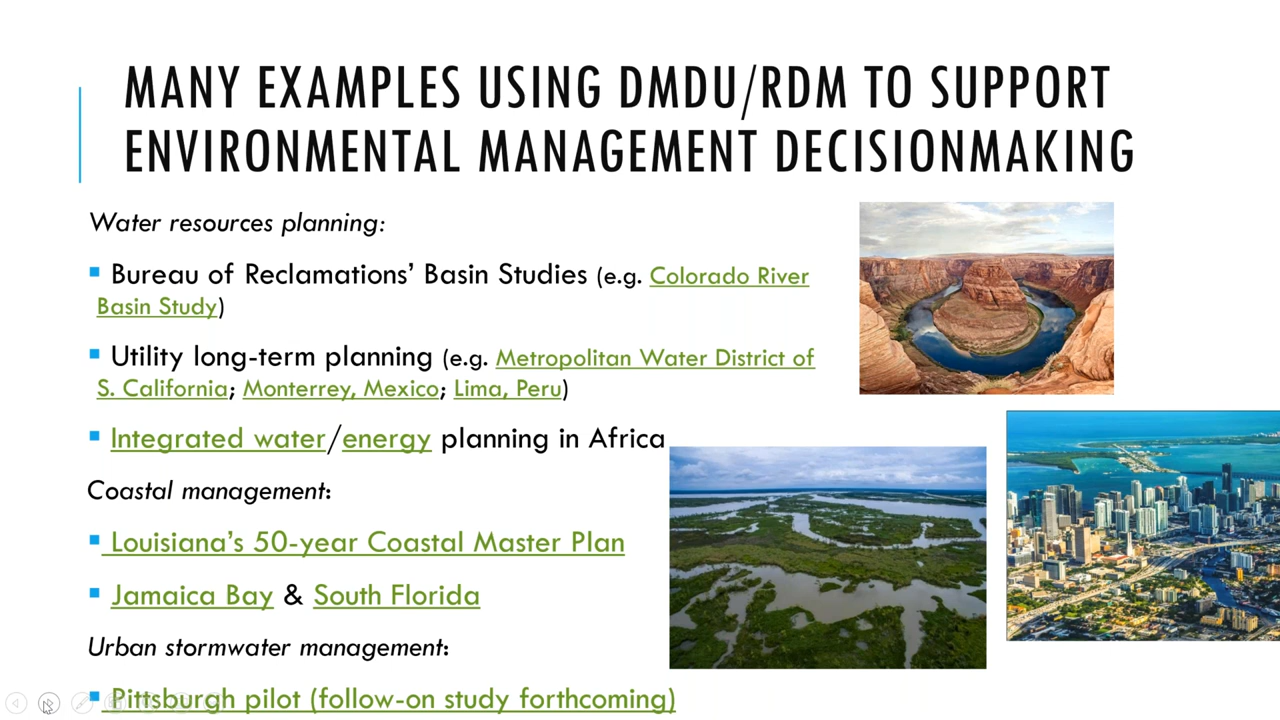 MANY EXAMPLES USING DMDU/RDM TO SUPPORT
ENVIRONMENTAL MANAGEMENT DECISIONMAKING
Water resources planning:
▪ Bureau of Reclamations’ Basin Studies (e.g. Colorado River
Basin Study)
▪ Utility long-term planning (e.g. Metropolitan Water District of
S. California; Monterrey, Mexico; Lima, Peru)
▪ Integrated water/energy planning in Africa
Coastal management:
▪ Louisiana’s 50-year Coastal Master Plan
▪ Jamaica Bay & South Florida
Urban stormwater management:
▪ Pittsburgh pilot (follow-on study forthcoming)